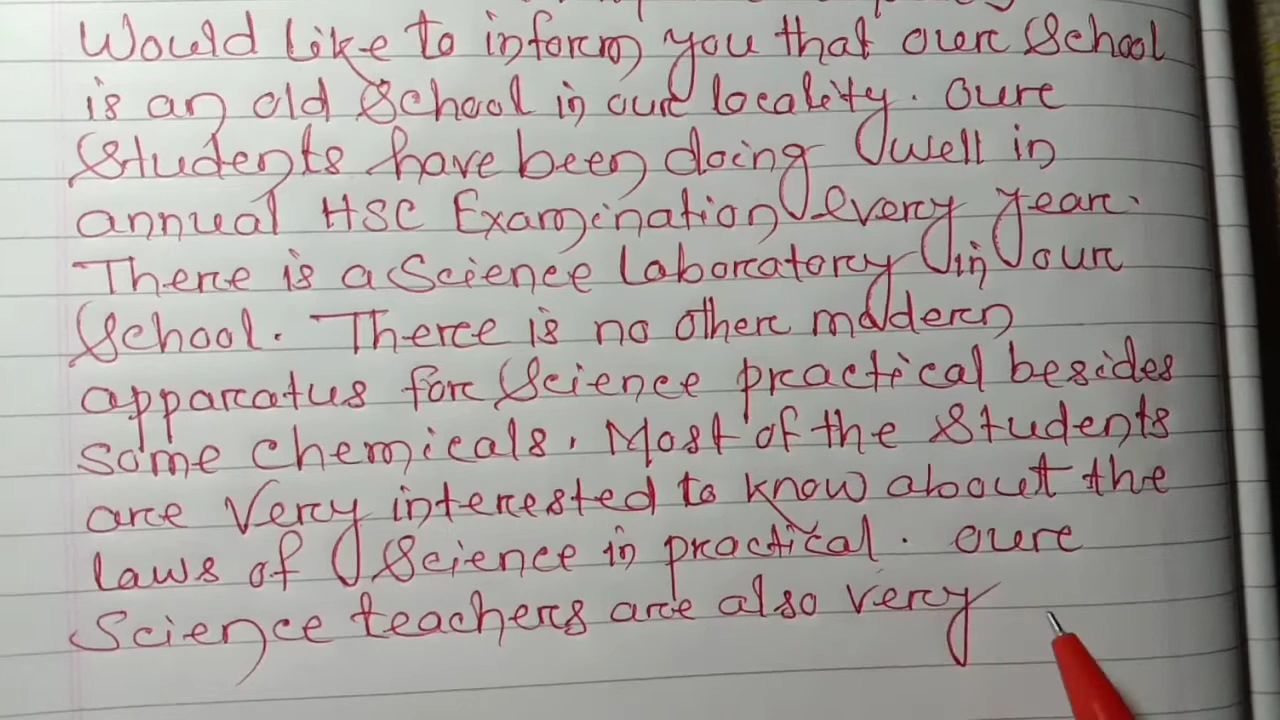 Would like to inform you that our School
is an old School in our locality. Our
Students have been doing well in
annual HSC Examination every year.
There is a Science Laboratory in our
School. There is no other modern
apparatus for Science practical besides
some chemicals. Most of the students
are very interested to know about the
laws of Science in practical. Our
Science teachers are also very